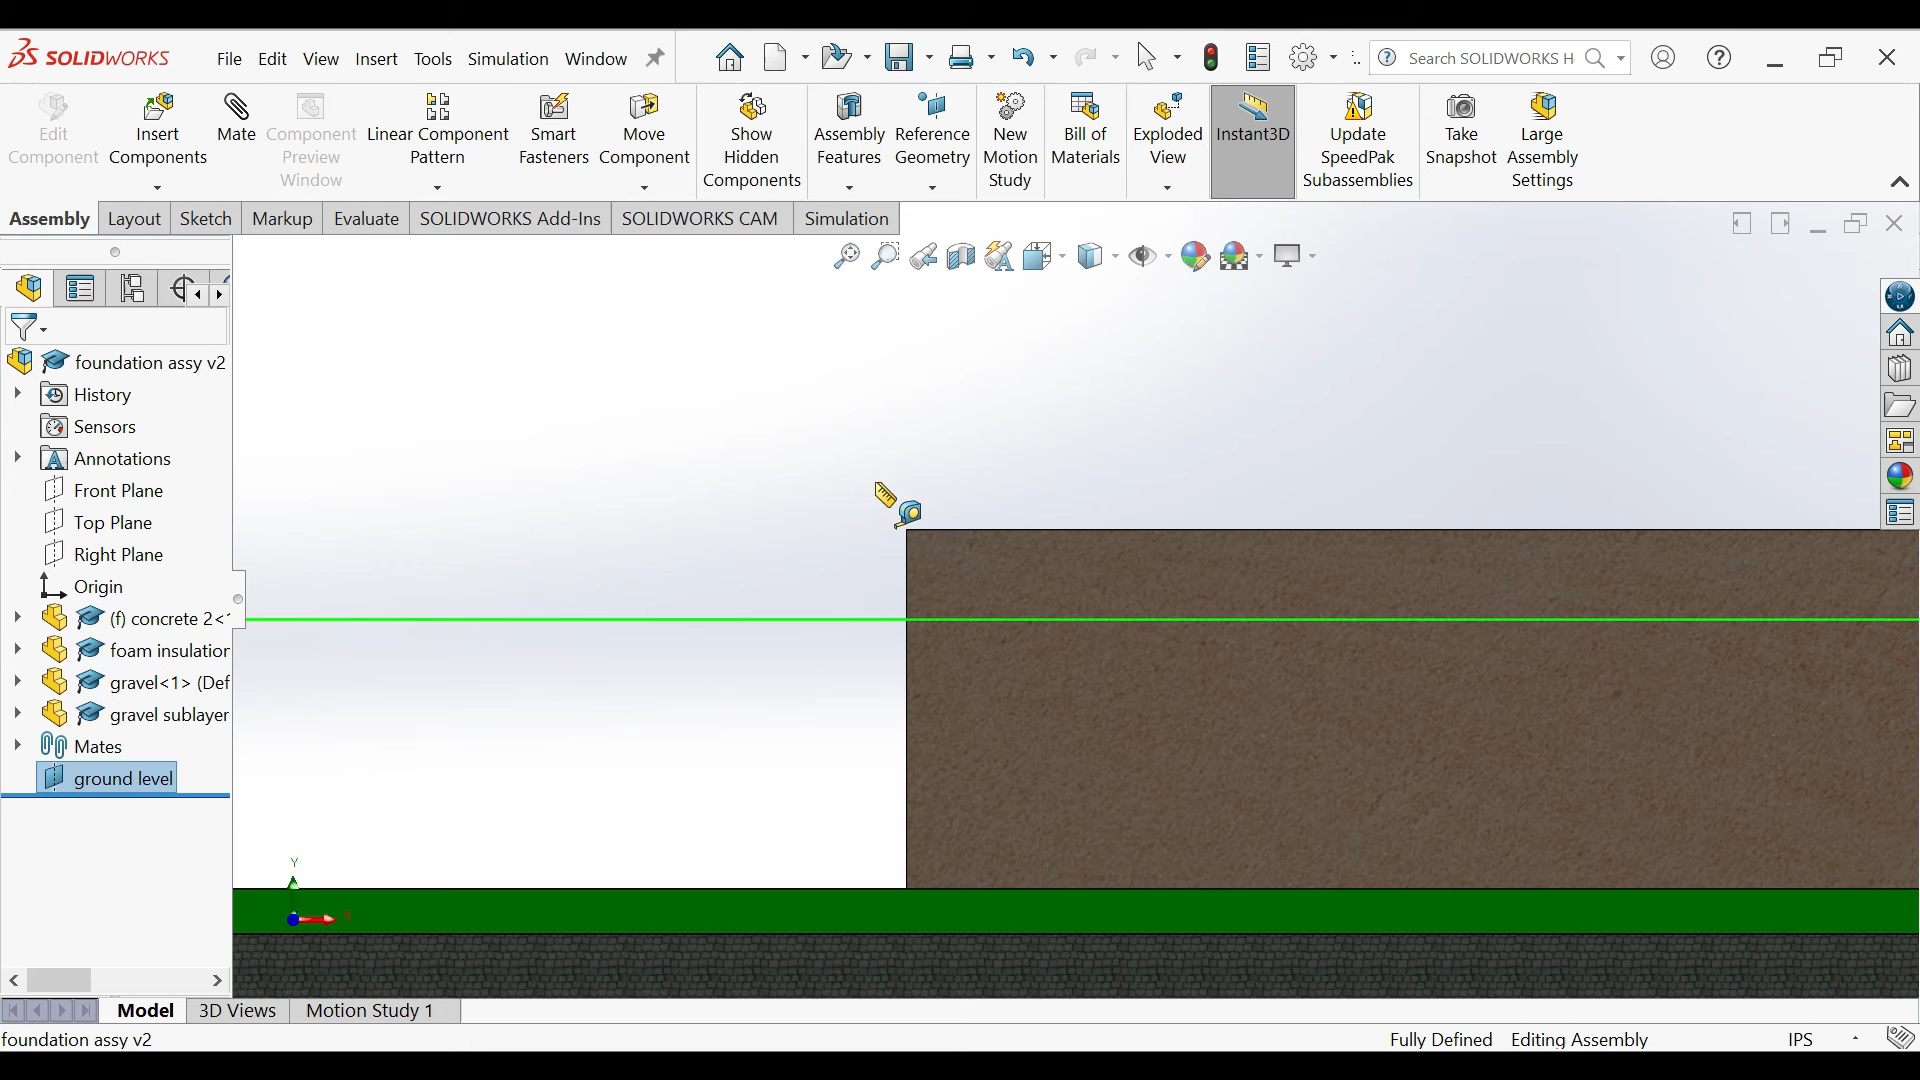 SOLIDWORKS
File Edit View Insert Tools Simulation Window
Search SOLIDWORKS H
Edit Component
Insert Components
Mate
Component Preview Window
Linear Component Pattern
Smart Fasteners
Move Component
Show Hidden Components
Assembly Features
Reference Geometry
New Motion Study
Bill of Materials
Exploded View
Instant3D
Update SpeedPak Subassemblies
Take Snapshot
Large Assembly Settings
Assembly Layout Sketch Markup Evaluate SOLIDWORKS Add-Ins SOLIDWORKS CAM Simulation
foundation assy v2
History
Sensors
Annotations
Front Plane
Top Plane
Right Plane
Origin
(f) concrete 2<1
foam insulation
gravel<1> (Def
gravel sublayer
Mates
ground level
Y
X
Model 3D Views Motion Study 1
foundation assy v2
Fully Defined Editing Assembly IPS